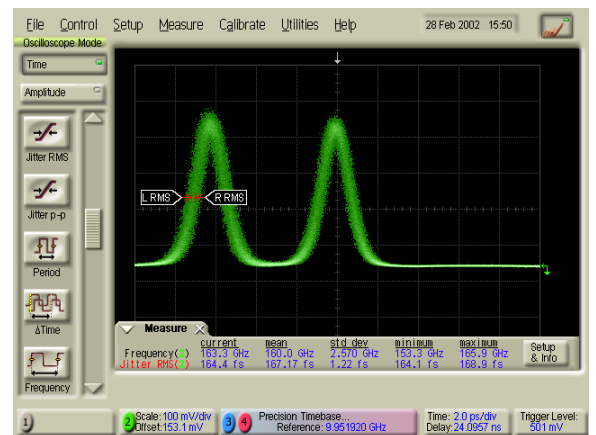 File Control Setup Measure Calibrate Utilities Help 28 Feb 2002 15:50
Oscilloscope Mode
Time
Amplitude
Jitter RMS
Jitter p-p
Period
ΔTime
Frequency
L RMS R RMS
Measure
current mean std dev minimum maximum
Frequency(2) 163.3 GHz 160.0 GHz 2.570 GHz 153.3 GHz 165.9 GHz
Jitter RMS(2) 164.4 fs 167.17 fs 1.22 fs 164.1 fs 168.9 fs
Setup
& Info
1)
2) Scale: 100 mV/div
Offset:153.1 mV
3) 4)
Precision Timebase...
Reference: 9.951920 GHz
Time: 2.0 ps/div
Delay:24.0957 ns
Trigger Level:
501 mV